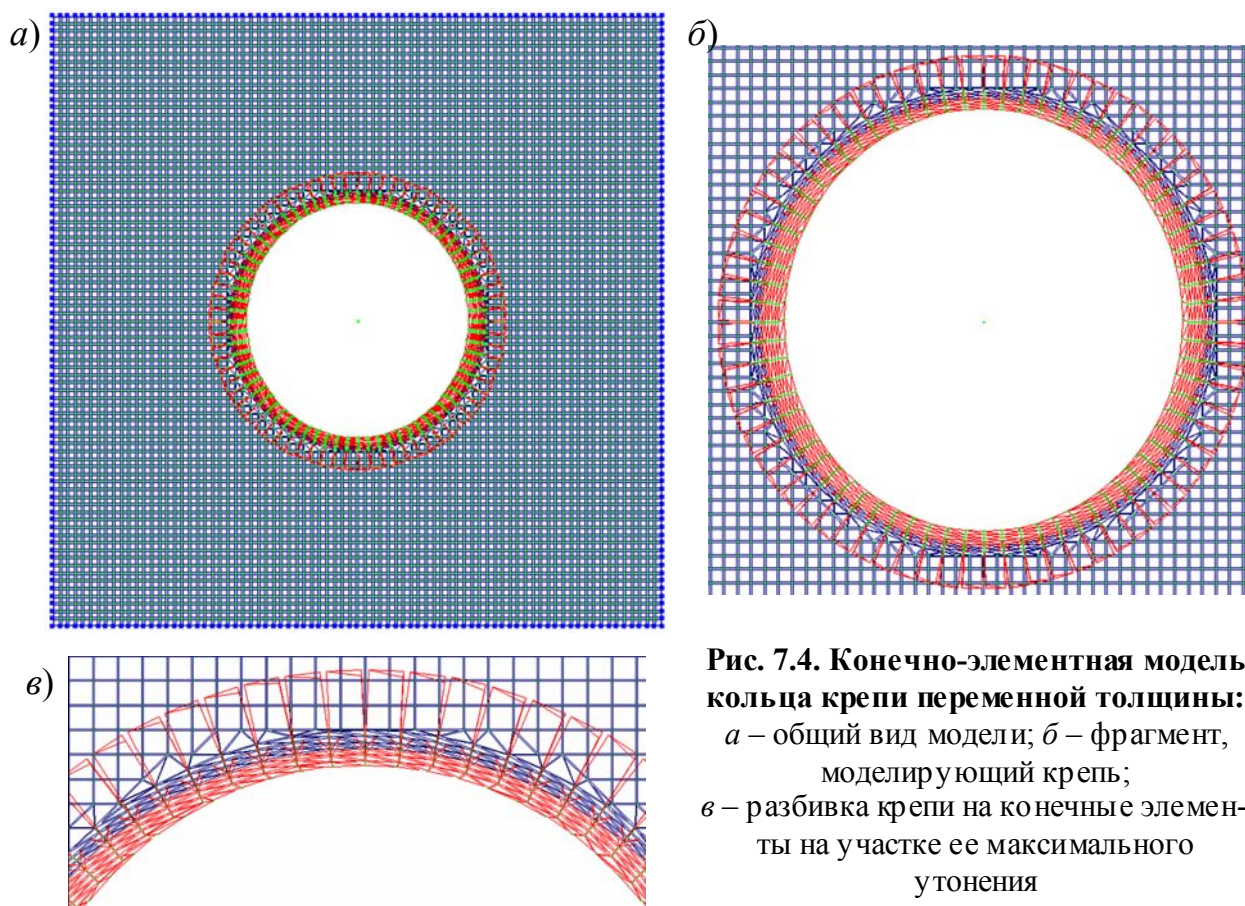 а)
б)
в)
Рис. 7.4. Конечно-элементная модель
кольца крепи переменной толщины:
а – общий вид модели; б – фрагмент,
моделирующий крепь;
в – разбивка крепи на конечные элемен-
ты на участке ее максимального
утонения